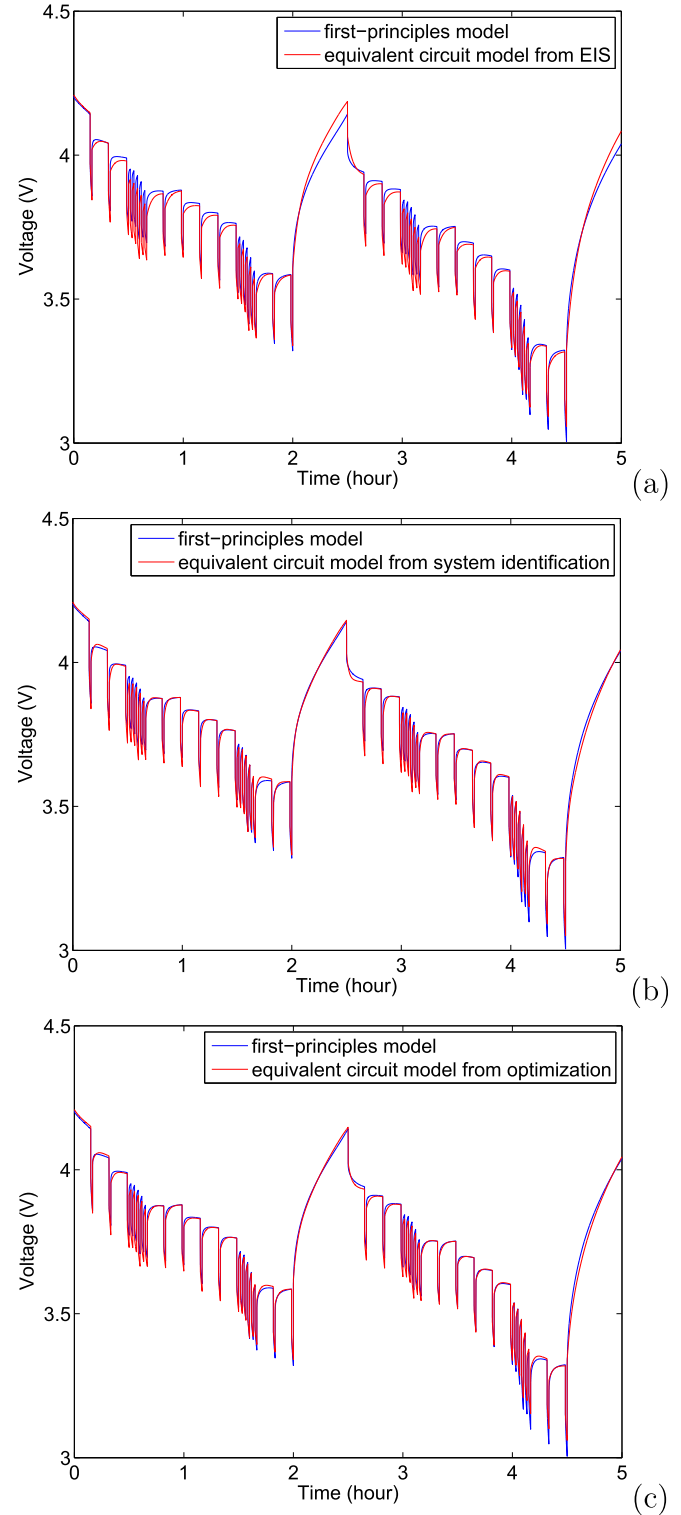 4.5
first−principles model
equivalent circuit model from EIS
4
Voltage (V)
3.5
3
0 1 2 3 4 5
Time (hour)
(a)
4.5
first−principles model
equivalent circuit model from system identification
4
Voltage (V)
3.5
3
0 1 2 3 4 5
Time (hour)
(b)
4.5
first−principles model
equivalent circuit model from optimization
4
Voltage (V)
3.5
3
0 1 2 3 4 5
Time (hour)
(c)